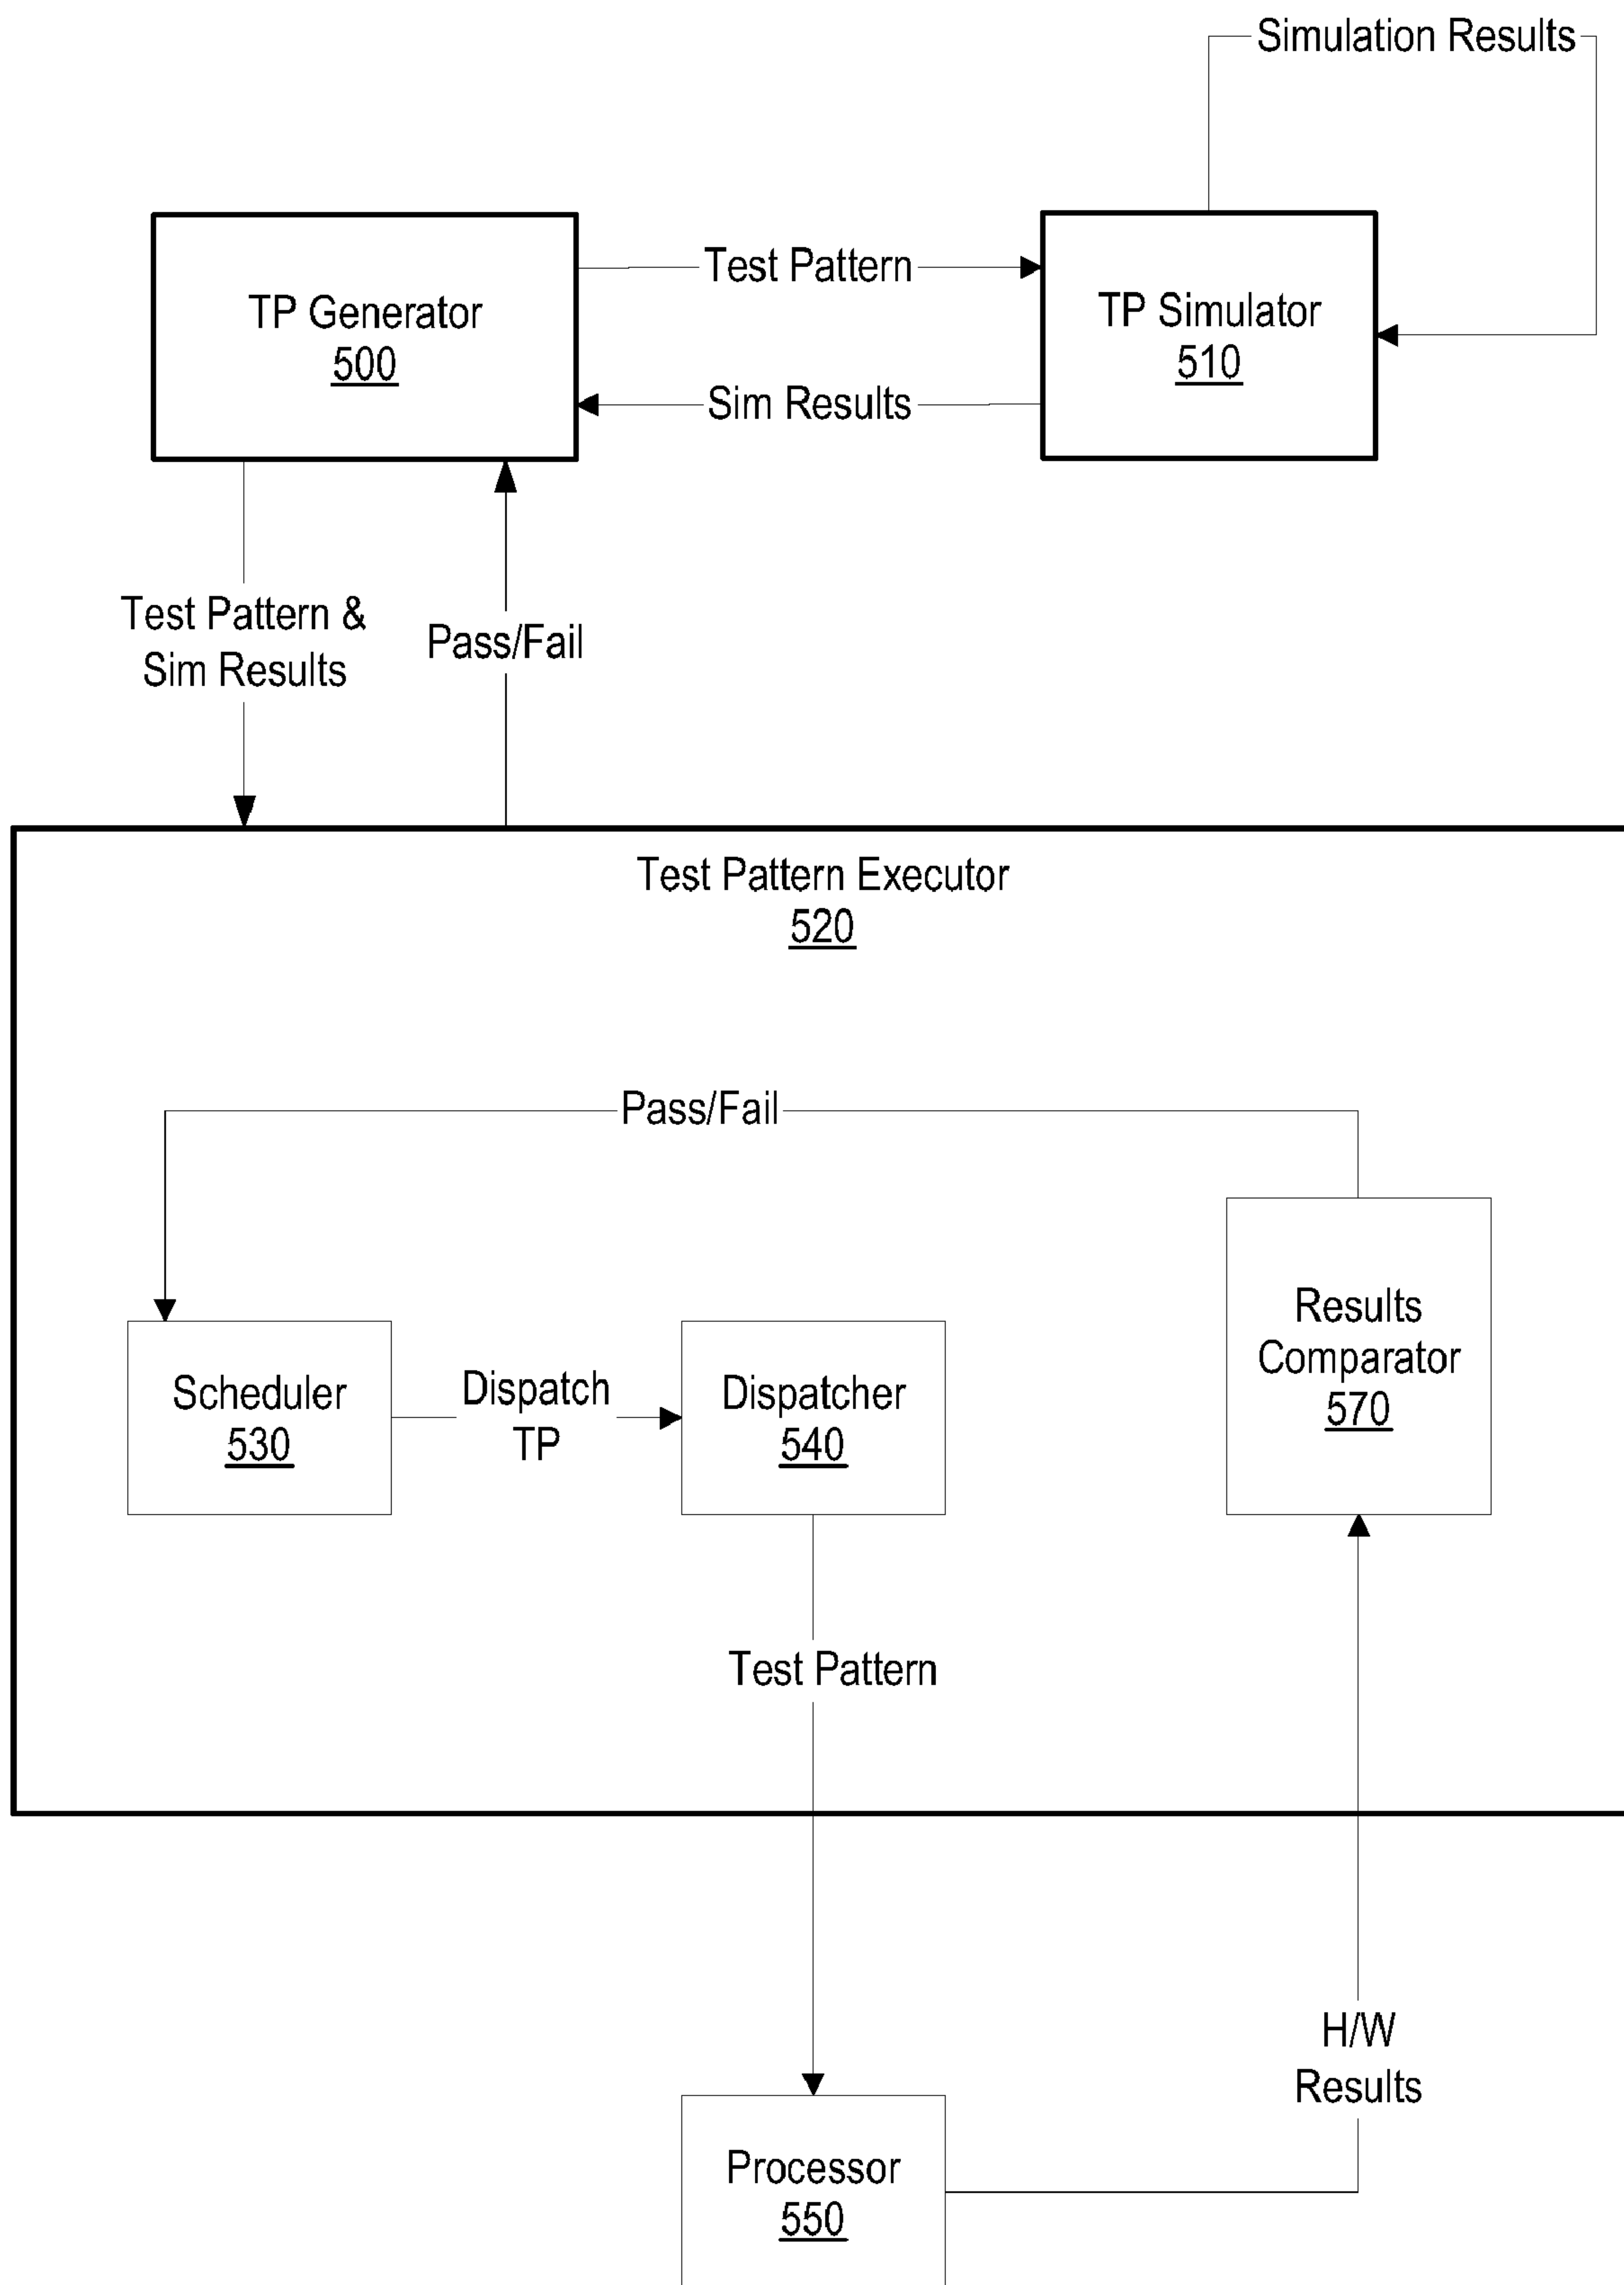 Simulation Results
TP Generator
500
Test Pattern
Sim Results
TP Simulator
510
Test Pattern &
Sim Results
Pass/Fail
Test Pattern Executor
520
Pass/Fail
Scheduler
530
Dispatch
TP
Dispatcher
540
Results
Comparator
570
Test Pattern
H/W
Results
Processor
550